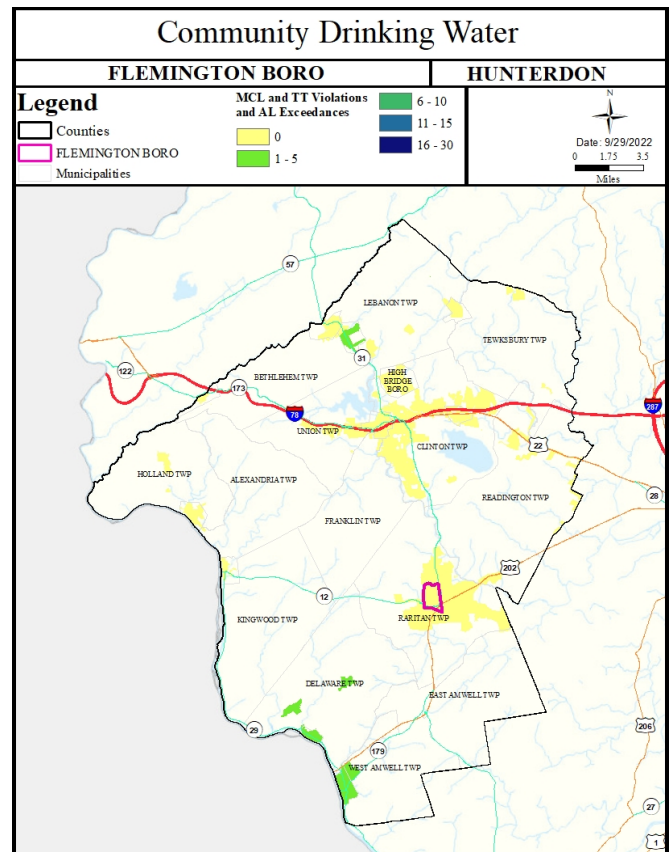 Community Drinking Water
FLEMINGTON BORO
HUNTERDON
Legend
Counties
FLEMINGTON BORO
Municipalities
MCL and TT Violations
and AL Exceedances
0
1 - 5
6 - 10
11 - 15
16 - 30
N
Date: 9/29/2022
0 1.75 3.5
Miles
57
LEBANON TWP
TEWKSBURY TWP
31
122
BETHLEHEM TWP
HIGH
BRIDGE
BORO
173
78
287
UNION TWP
CLINTON TWP
22
HOLLAND TWP
ALEXANDRIA TWP
READINGTON TWP
28
FRANKLIN TWP
202
12
KINGWOOD TWP
RARITAN TWP
DELAWARE TWP
EAST AMWELL TWP
29
206
179
WEST AMWELL TWP
27
1